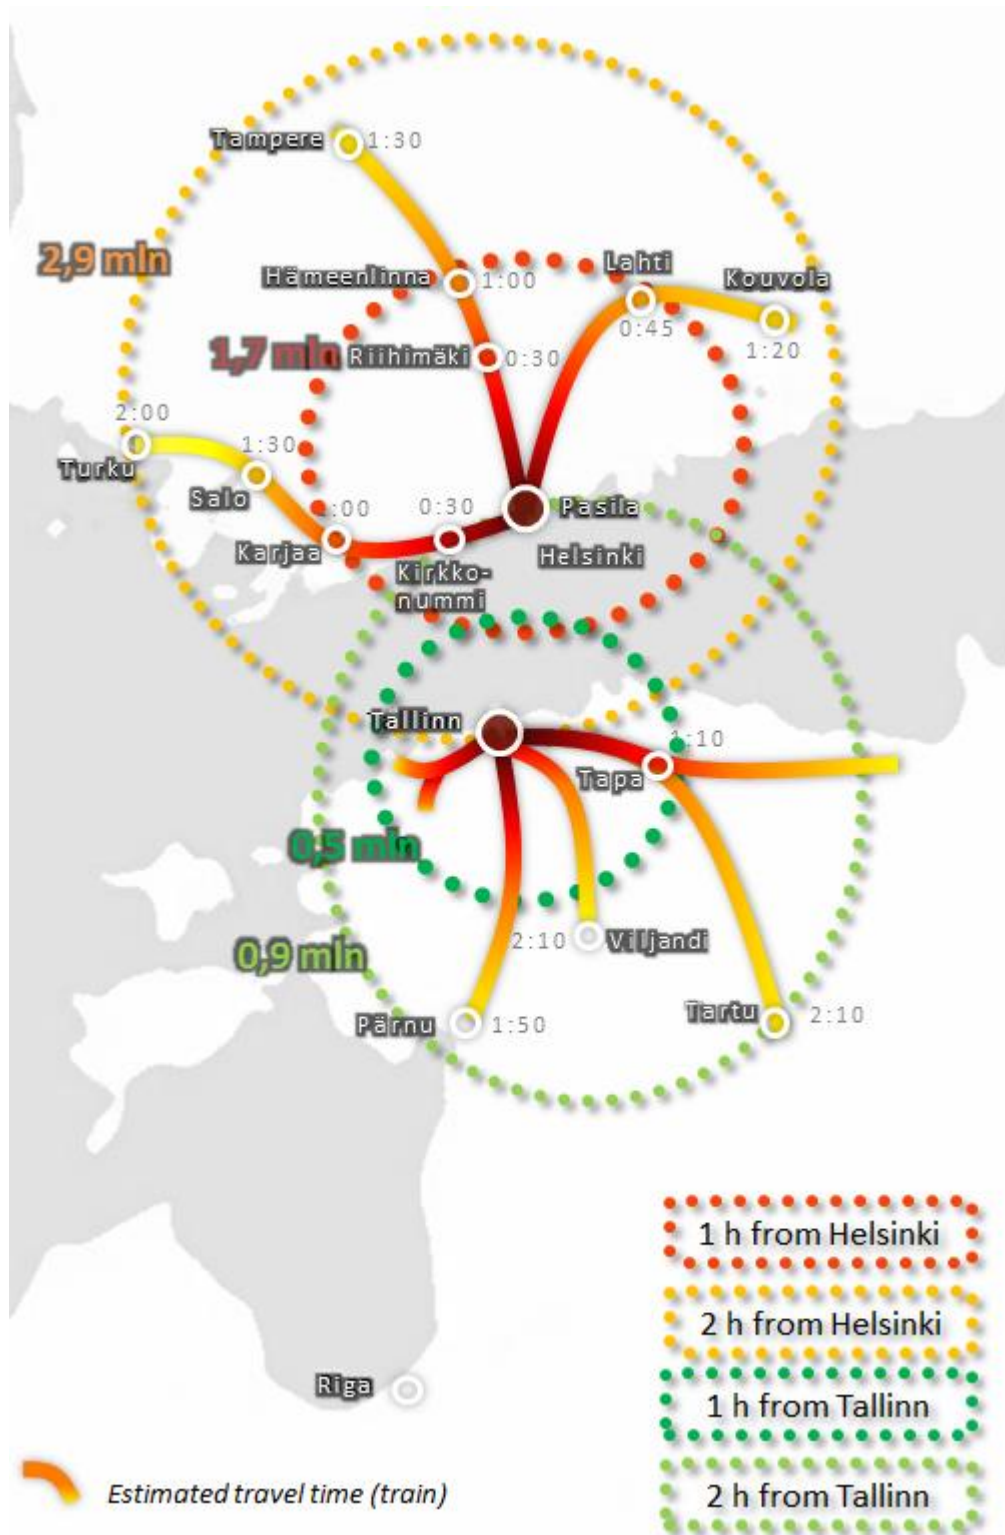 Tampere 1:30
2,9 mln
Hämeenlinna 1:00
Lahti
0:45
Kouvola
1:20
1,7 mln
Riihimäki 0:30
2:00
Turku
1:30
Salo
:00
Karjaa
0:30
Kirkko-
nummi
Pasila
Helsinki
Tallinn
1:10
Tapa
0,5 mln
0,9 mln
2:10 Viljandi
Pärnu 1:50
Tartu 2:10
Riga
1 h from Helsinki
2 h from Helsinki
1 h from Tallinn
2 h from Tallinn
Estimated travel time (train)